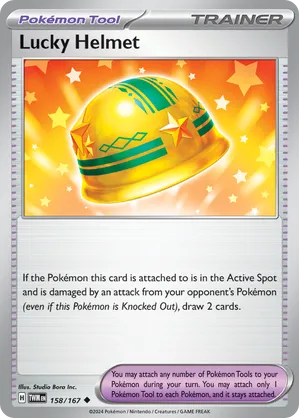 Pokémon Tool
TRAINER
Lucky Helmet
If the Pokémon this card is attached to is in the Active Spot
and is damaged by an attack from your opponent's Pokémon
(even if this Pokémon is Knocked Out), draw 2 cards.
Illus. Studio Bora Inc.
H TWM EN 158/167
You may attach any number of Pokémon Tools to your
Pokémon during your turn. You may attach only 1
Pokémon Tool to each Pokémon, and it stays attached.
©2024 Pokémon / Nintendo / Creatures / GAME FREAK